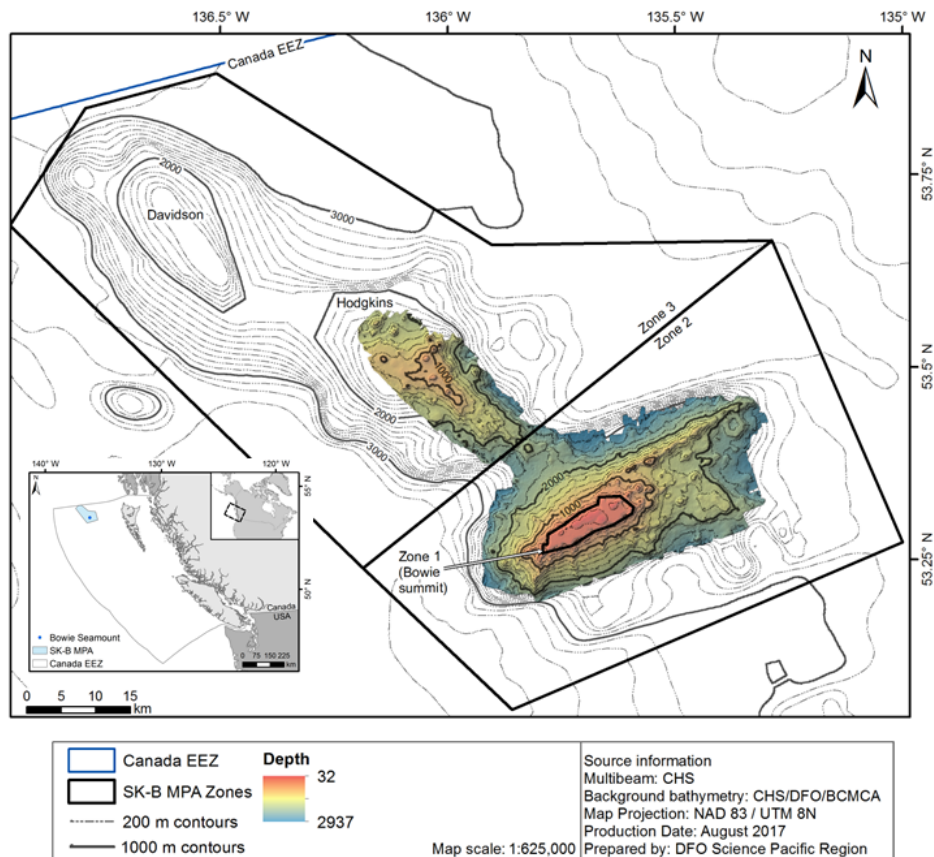 136.5° W
136° W
135.5° W
135° W
Canada EEZ
N
2000
Davidson
3000
53.75° N
Hodgkins
Zone 3
Zone 2
1000
53.5° N
2000
3000
2000
1000
Zone 1
(Bowie
summit)
53.25° N
140° W
130° W
120° W
N
55° N
50° N
Canada
USA
Bowie Seamount
SK-B MPA
Canada EEZ
0 75 150 225
km
0 5 10 15
km
Canada EEZ
SK-B MPA Zones
200 m contours
1000 m contours
Depth
32
2937
Map scale: 1:625,000
Source information
Multibeam: CHS
Background bathymetry: CHS/DFO/BCMCA
Map Projection: NAD 83 / UTM 8N
Production Date: August 2017
Prepared by: DFO Science Pacific Region